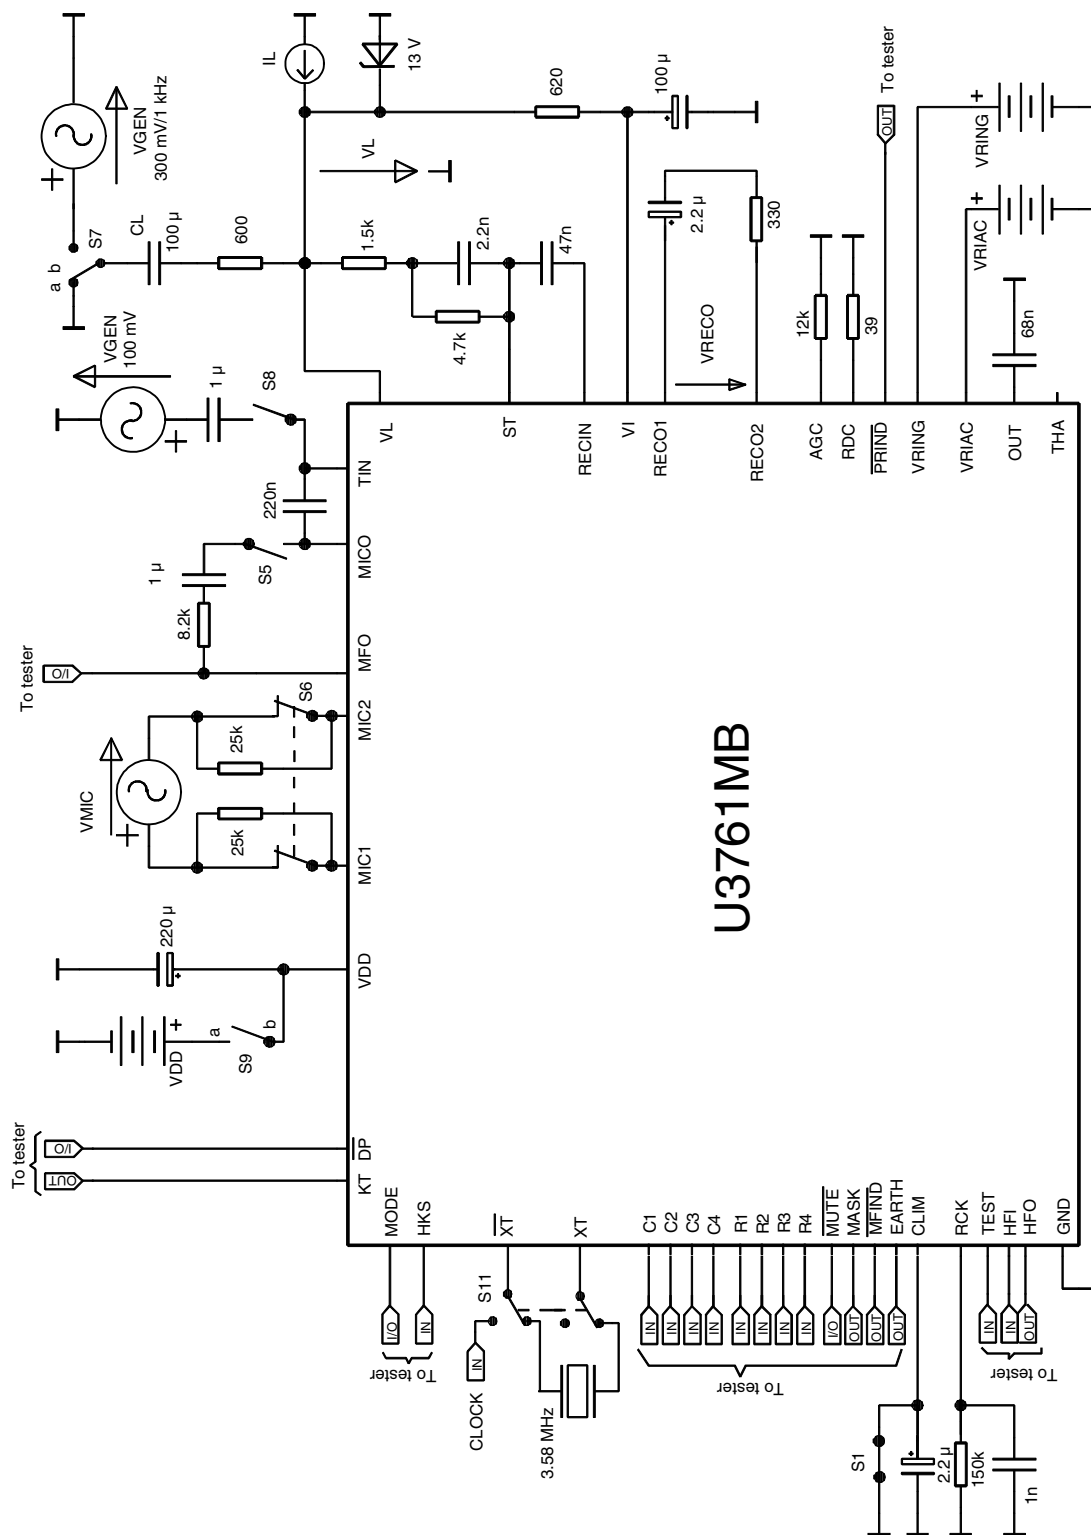 VGEN
300 mV/1 kHz
IL
13 V
VL
620
100 µ
To tester
OUT
VRING
+
VRIAC
+
S7
a b
CL
100 µ
600
1.5k
2.2n
47n
4.7k
2.2 µ
330
VRECO
12k
39
68n
VGEN
100 mV
1 µ
S8
220n
S5
1 µ
8.2k
To tester
O/I
VMIC
+
25k
25k
S6
VDD
+
220 µ
a
b
S9
To tester
O/I
OUT
VL
ST
RECIN
VI
RECO1
RECO2
AGC
RDC
PRIND
VRING
VRIAC
OUT
THA
TIN
MICO
MFO
MIC2
MIC1
VDD
DP
KT
U3761MB
MODE
HKS
XT
XT
C1
C2
C3
C4
R1
R2
R3
R4
MUTE
MASK
MFIND
EARTH
CLIM
RCK
TEST
HFI
HFO
GND
I/O
IN
To tester
CLOCK
IN
S11
3.58 MHz
IN
IN
IN
IN
IN
IN
IN
IN
I/O
OUT
OUT
OUT
To tester
IN
IN
OUT
To tester
S1
2.2 µ
150k
1n